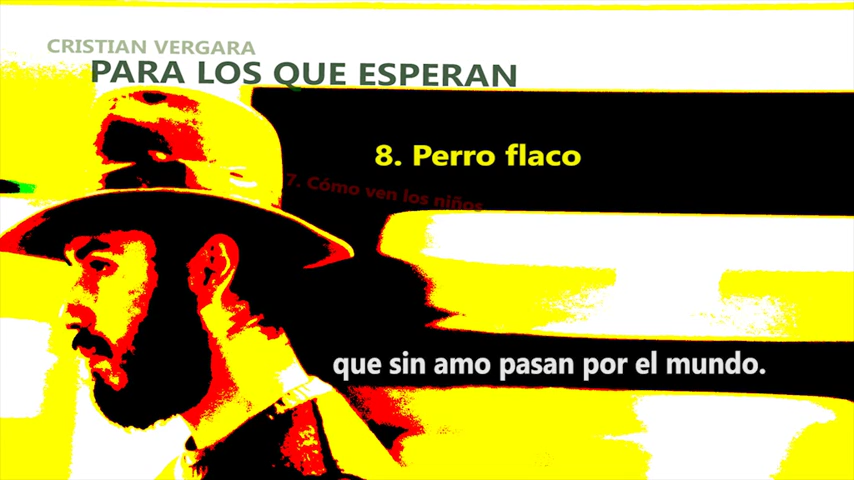 CRISTIAN VERGARA
PARA LOS QUE ESPERAN
8. Perro flaco
7. Cómo ven los niños
que sin amo pasan por el mundo.